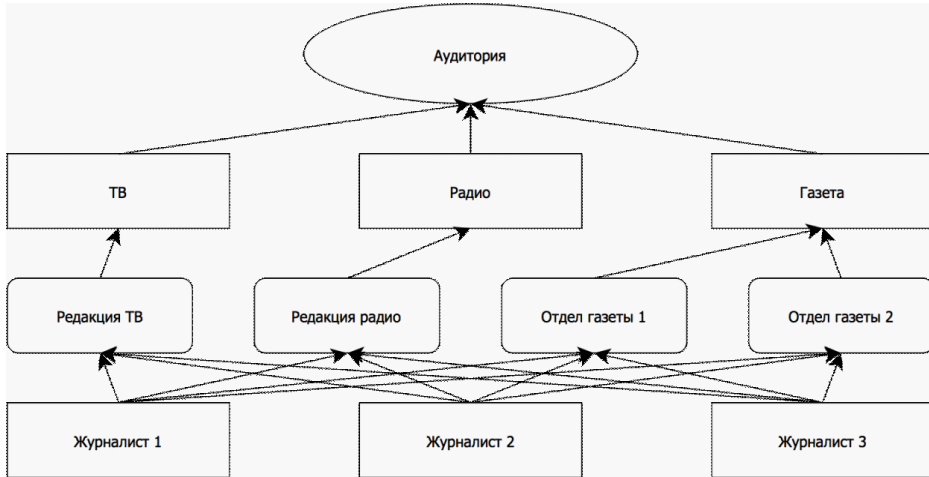 Аудитория
ТВ
Радио
Газета
Редакция ТВ
Редакция радио
Отдел газеты 1
Отдел газеты 2
Журналист 1
Журналист 2
Журналист 3